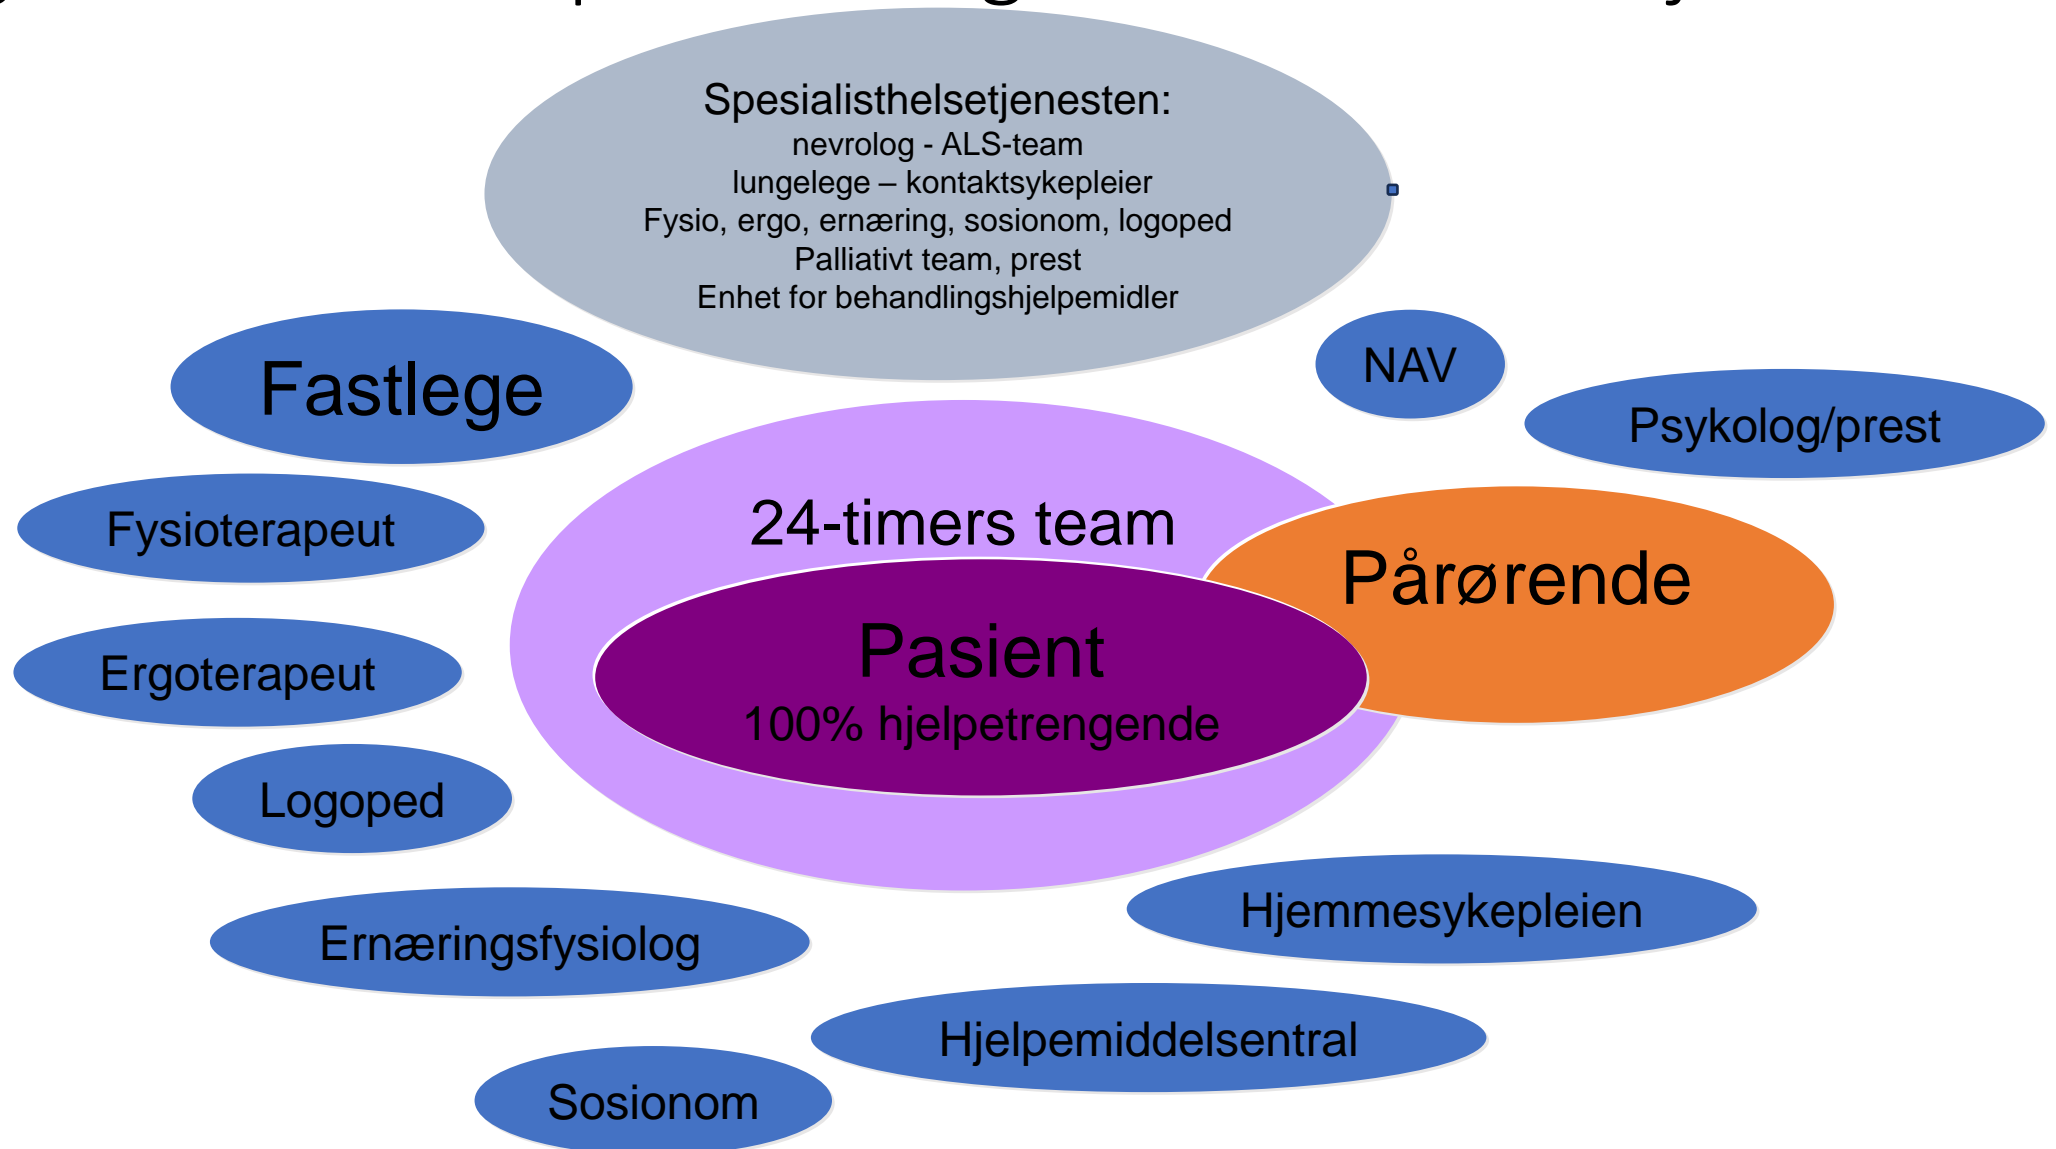 Spesialisthelsetjenesten:
nevrolog - ALS-team
lungelege – kontaktsykepleier
Fysio, ergo, ernæring, sosionom, logoped
Palliativt team, prest
Enhet for behandlingshjelpemidler
Fastlege
NAV
Psykolog/prest
Fysioterapeut
24-timers team
Pårørende
Ergoterapeut
Pasient
100% hjelpetrengende
Logoped
Hjemmesykepleien
Ernæringsfysiolog
Hjelpemiddelsentral
Sosionom